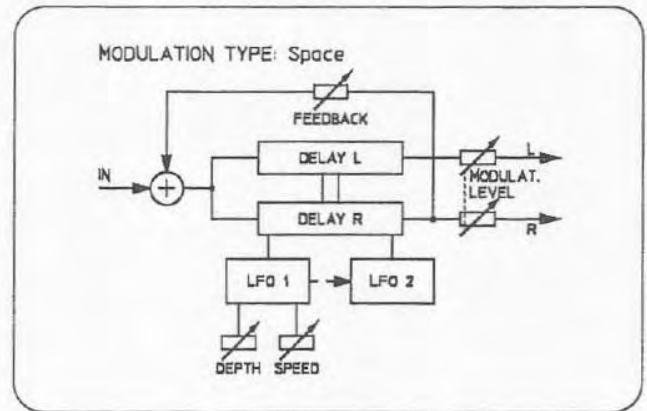 MODULATION TYPE: Space
FEEDBACK
IN
DELAY L
L
MODULAT.
LEVEL
DELAY R
R
LFO 1
LFO 2
DEPTH
SPEED